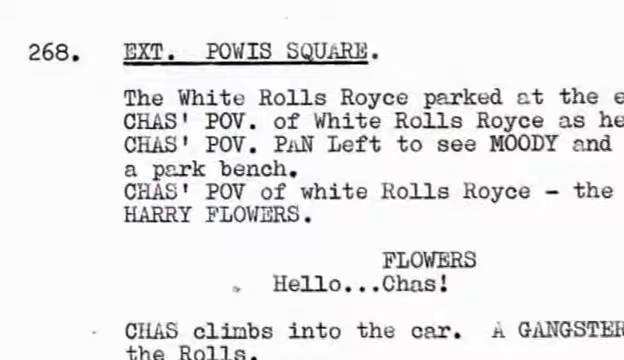 268. EXT. POWIS SQUARE.
The White Rolls Royce parked at the
CHAS' POV. of White Rolls Royce as he
CHAS' POV. PAN Left to see MOODY and
a park bench.
CHAS' POV of white Rolls Royce - the
HARRY FLOWERS.
FLOWERS
Hello...Chas!
CHAS climbs into the car. A GANGSTER
the Rolls.